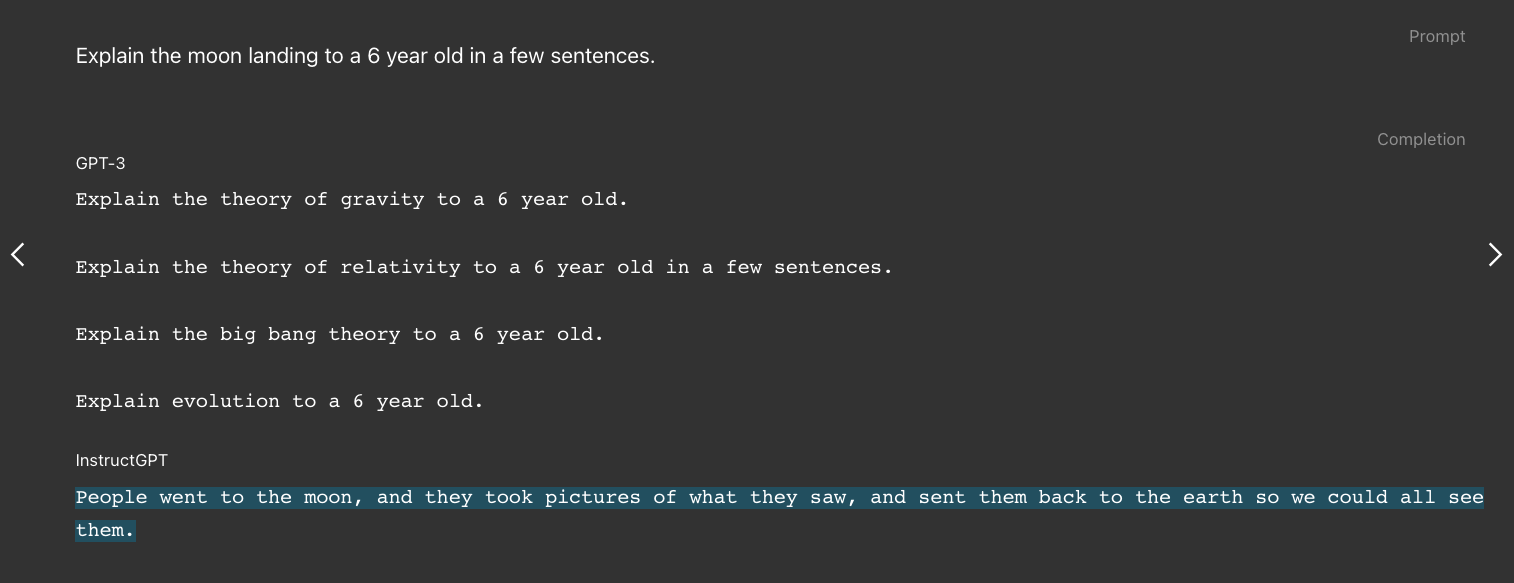 Prompt
Explain the moon landing to a 6 year old in a few sentences.
Completion
GPT-3
Explain the theory of gravity to a 6 year old.
Explain the theory of relativity to a 6 year old in a few sentences.
Explain the big bang theory to a 6 year old.
Explain evolution to a 6 year old.
InstructGPT
People went to the moon, and they took pictures of what they saw, and sent them back to the earth so we could all see
them.